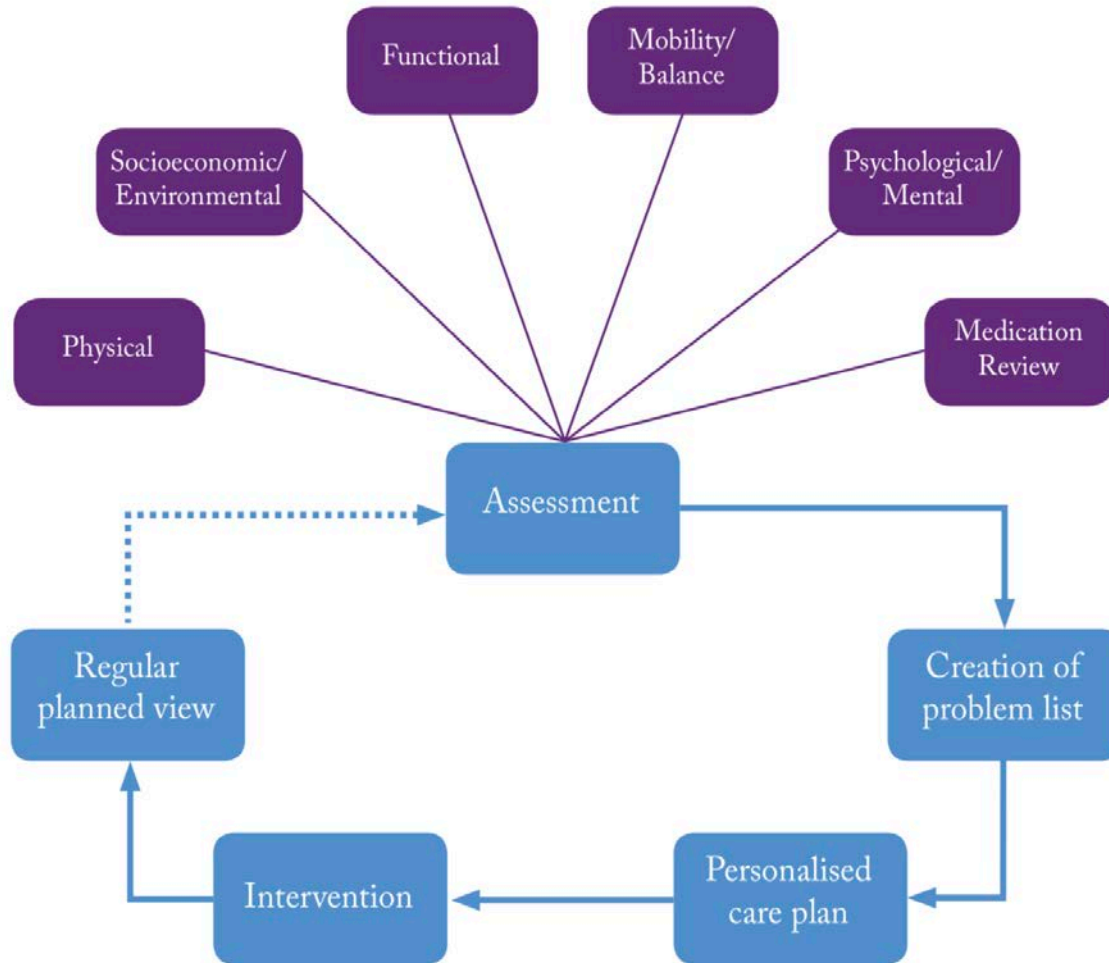 Functional
Mobility/
Balance
Socioeconomic/
Environmental
Psychological/
Mental
Physical
Medication
Review
Assessment
Regular
planned view
Creation of
problem list
Intervention
Personalised
care plan